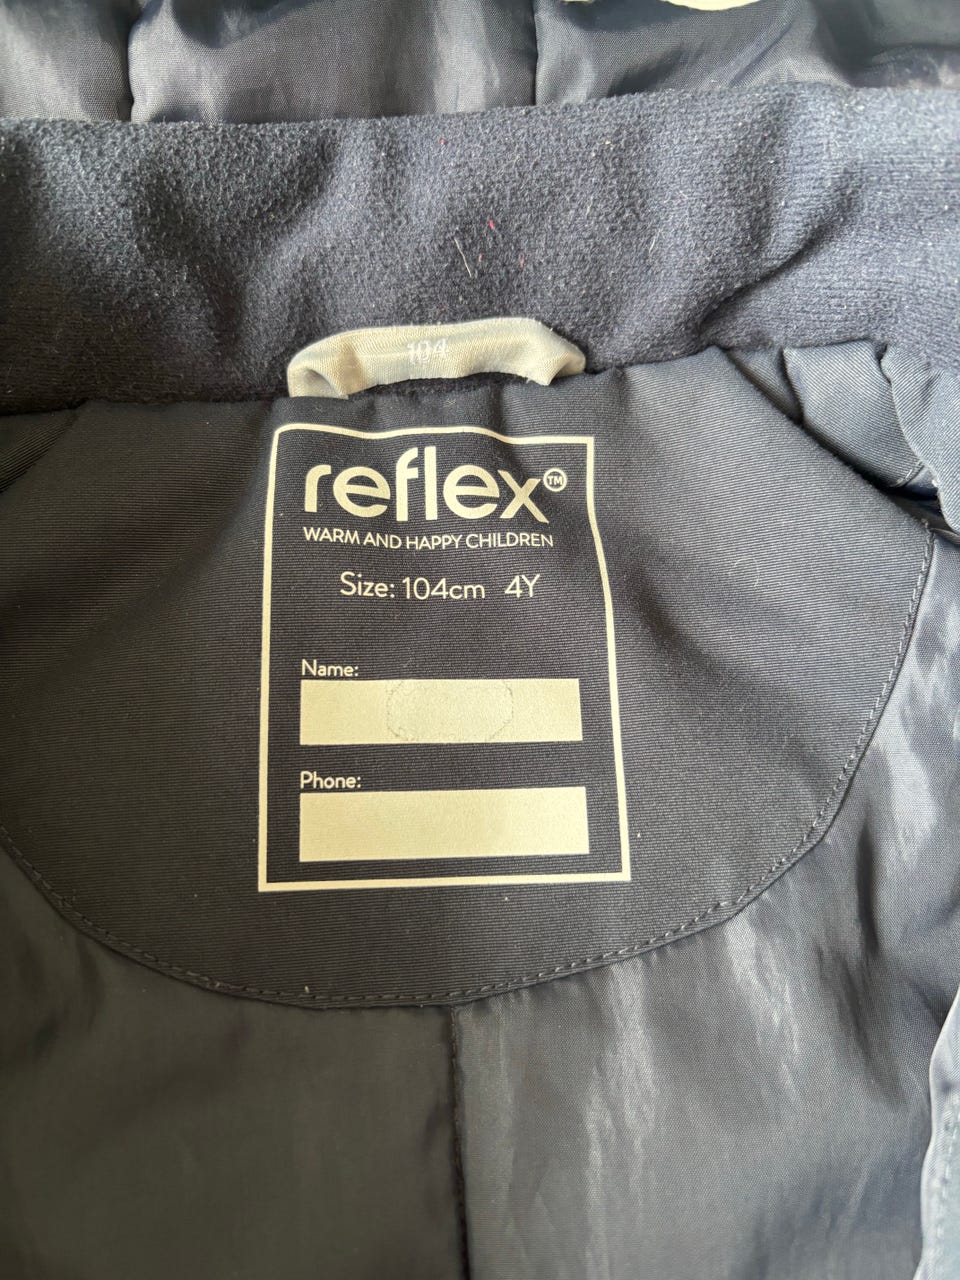 104
reflex™
WARM AND HAPPY CHILDREN
Size: 104cm 4Y
Name:
Phone: